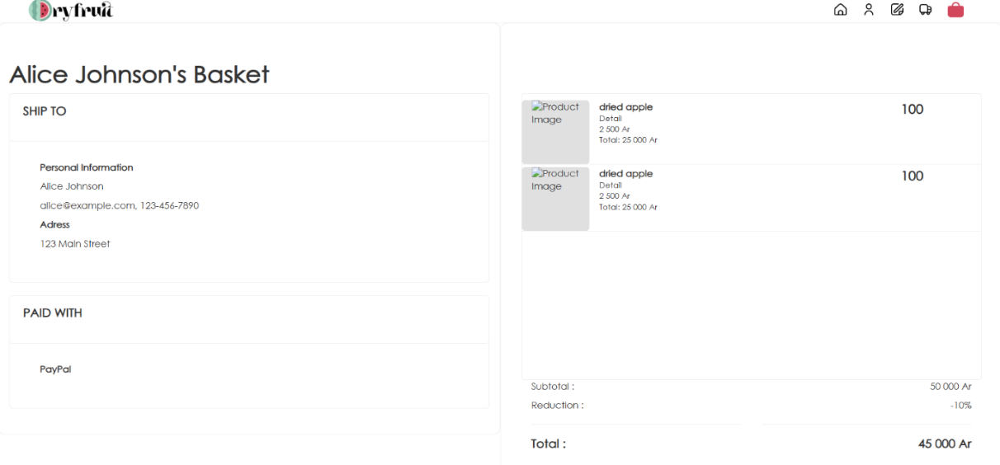 Dryfruit
Alice Johnson's Basket
SHIP TO
Personal Information
Alice Johnson
alice@example.com, 123-456-7890
Adress
123 Main Street
PAID WITH
PayPal
Product
Image
dried apple
Detail
2 500 Ar
Total: 25 000 Ar
100
Product
Image
dried apple
Detail
2 500 Ar
Total: 25 000 Ar
100
Subtotal : 50 000 Ar
Reduction : -10%
Total : 45 000 Ar